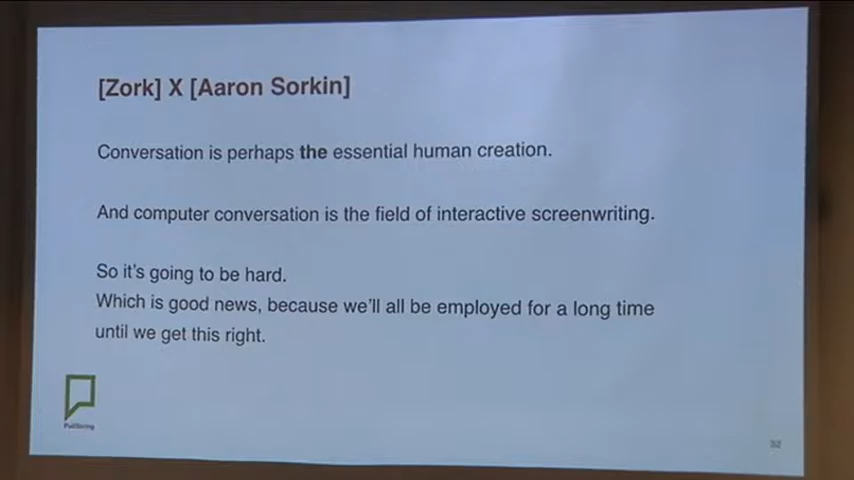 [Zork] X [Aaron Sorkin]
Conversation is perhaps the essential human creation.
And computer conversation is the field of interactive screenwriting.
So it's going to be hard.
Which is good news, because we'll all be employed for a long time
until we get this right.
PullString
32